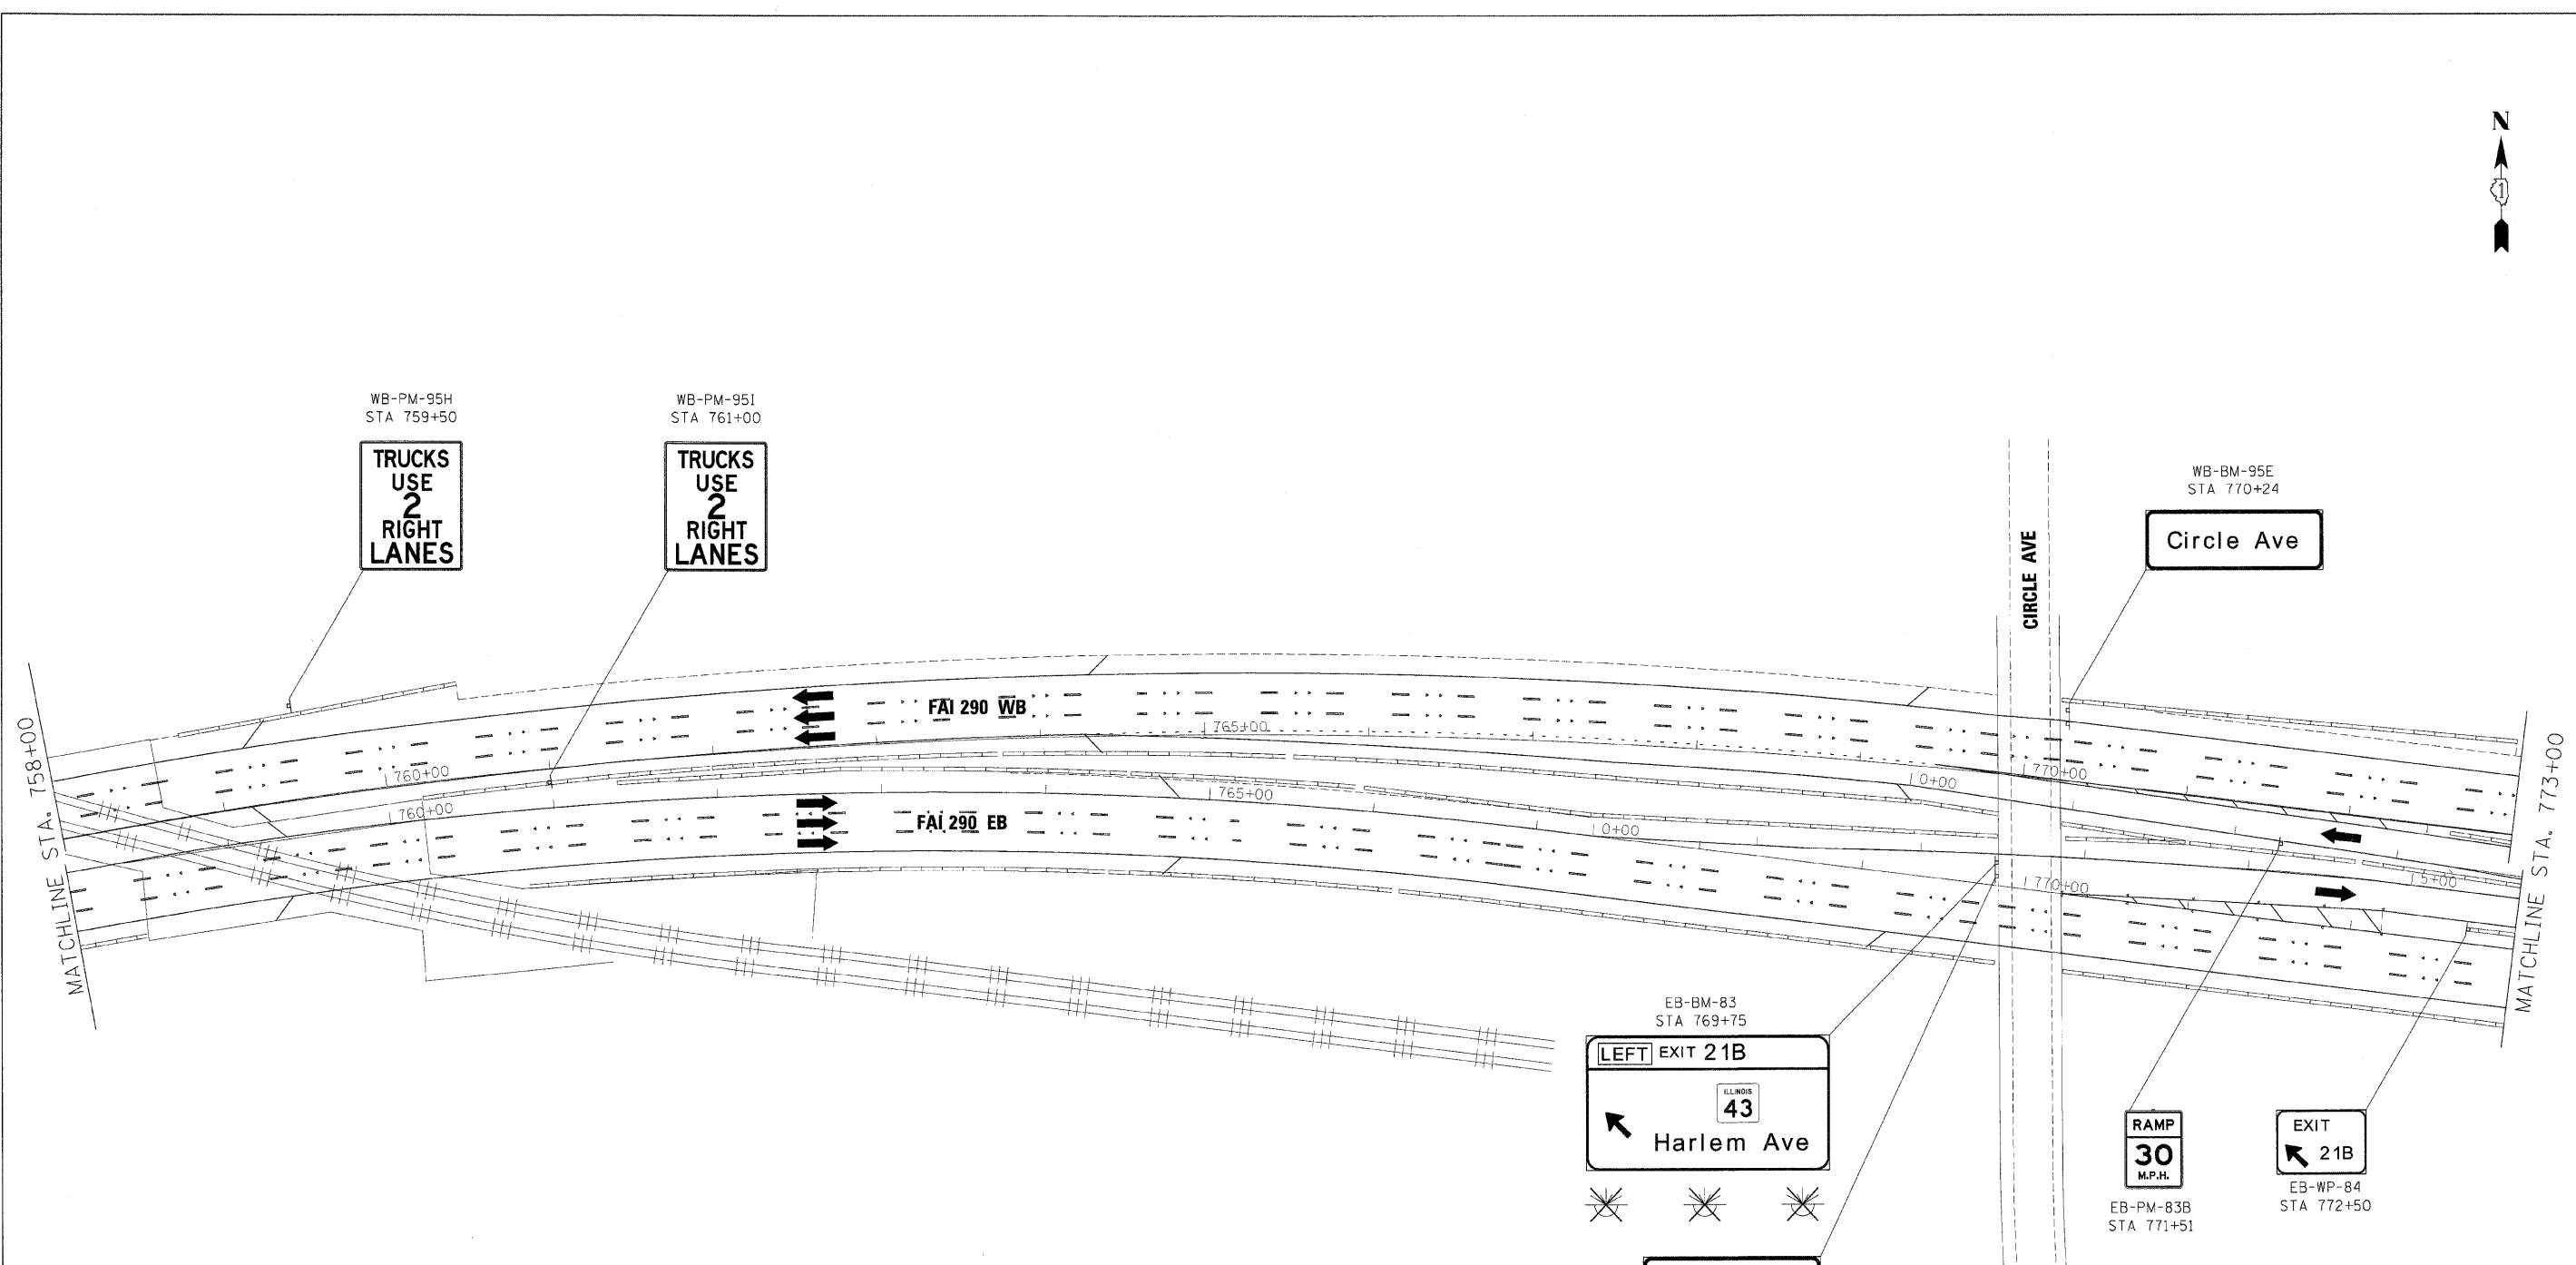 N
1
WB-PM-95H
STA 759+50
TRUCKS
USE
2
RIGHT
LANES
WB-PM-95I
STA 761+00
TRUCKS
USE
2
RIGHT
LANES
WB-BM-95E
STA 770+24
Circle Ave
CIRCLE AVE
MATCHLINE STA. 758+00
FAI 290 WB
765+00
760+00
0+00
770+00
760+00
765+00
FAI 290 EB
0+00
770+00
5+00
MATCHLINE STA. 773+00
EB-BM-83
STA 769+75
LEFT EXIT 21B
ILLINOIS
43
Harlem Ave
RAMP
30
M.P.H.
EB-PM-83B
STA 771+51
EXIT
21B
EB-WP-84
STA 772+50